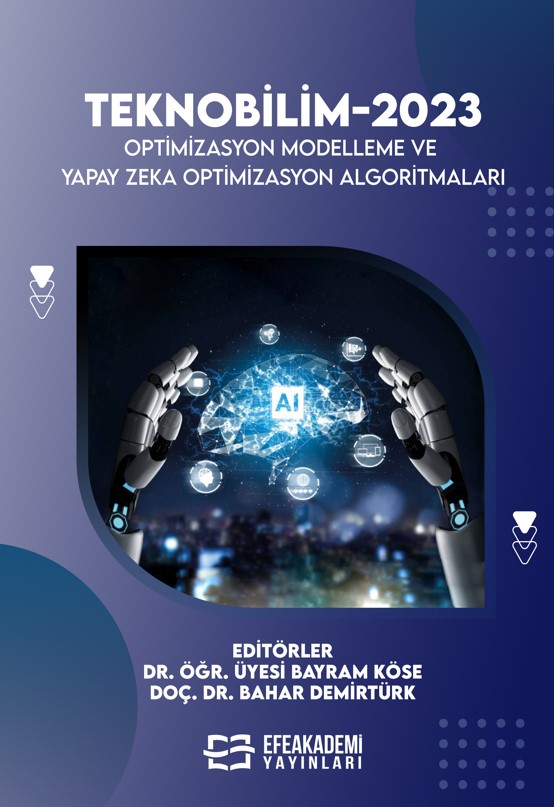 TEKNOBİLİM-2023
OPTİMİZASYON MODELLEME VE
YAPAY ZEKA OPTİMİZASYON ALGORİTMALARI
AI
EDİTÖRLER
DR. ÖĞR. ÜYESİ BAYRAM KÖSE
DOÇ. DR. BAHAR DEMİRTÜRK
EFEAKADEMİ
YAYINLARI